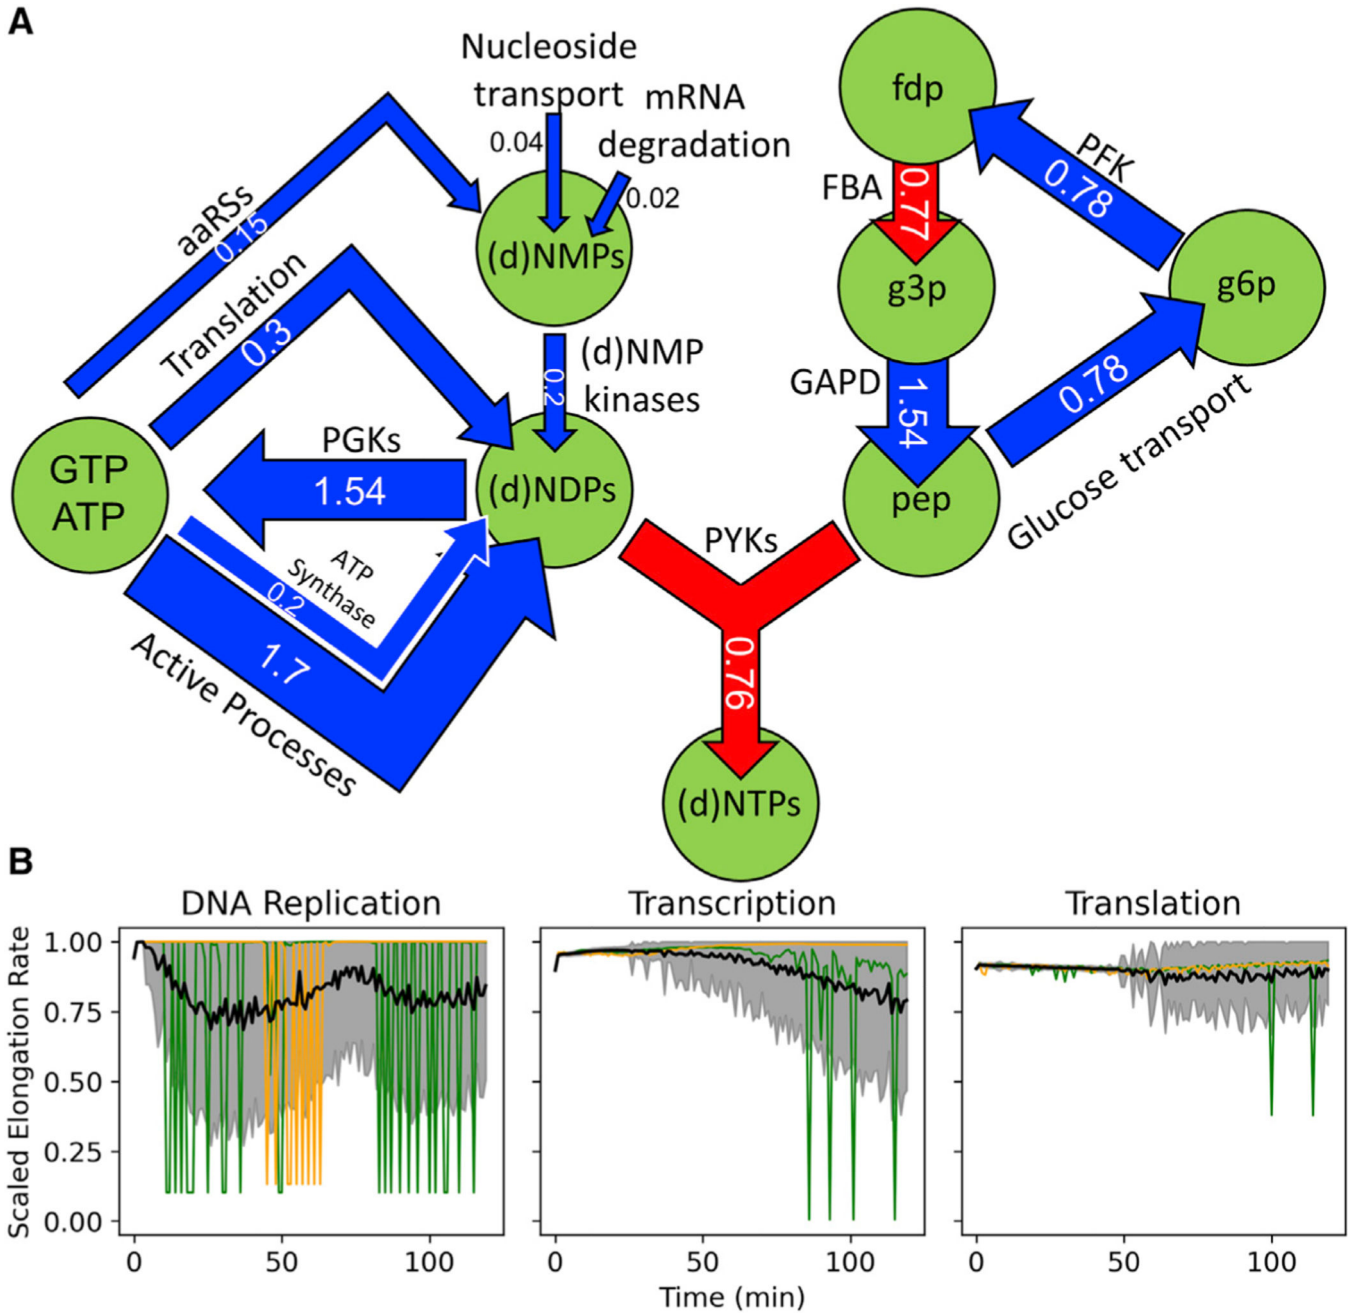 A
Nucleoside
transport
0.04
mRNA
degradation
0.02
(d)NMPs
aaRSs
0.15
Translation
0.3
(d)NMP
kinases
0.2
GTP
ATP
PGKs
1.54
(d)NDPs
ATP
Synthase
0.2
1.7
Active Processes
fdp
FBA
0.77
PFK
0.78
g3p
g6p
GAPD
1.54
0.78
Glucose transport
pep
PYKs
0.76
(d)NTPs
B
DNA Replication
Transcription
Translation
Scaled Elongation Rate
1.00
0.75
0.50
0.25
0.00
0 50 100
0 50 100
0 50 100
Time (min)